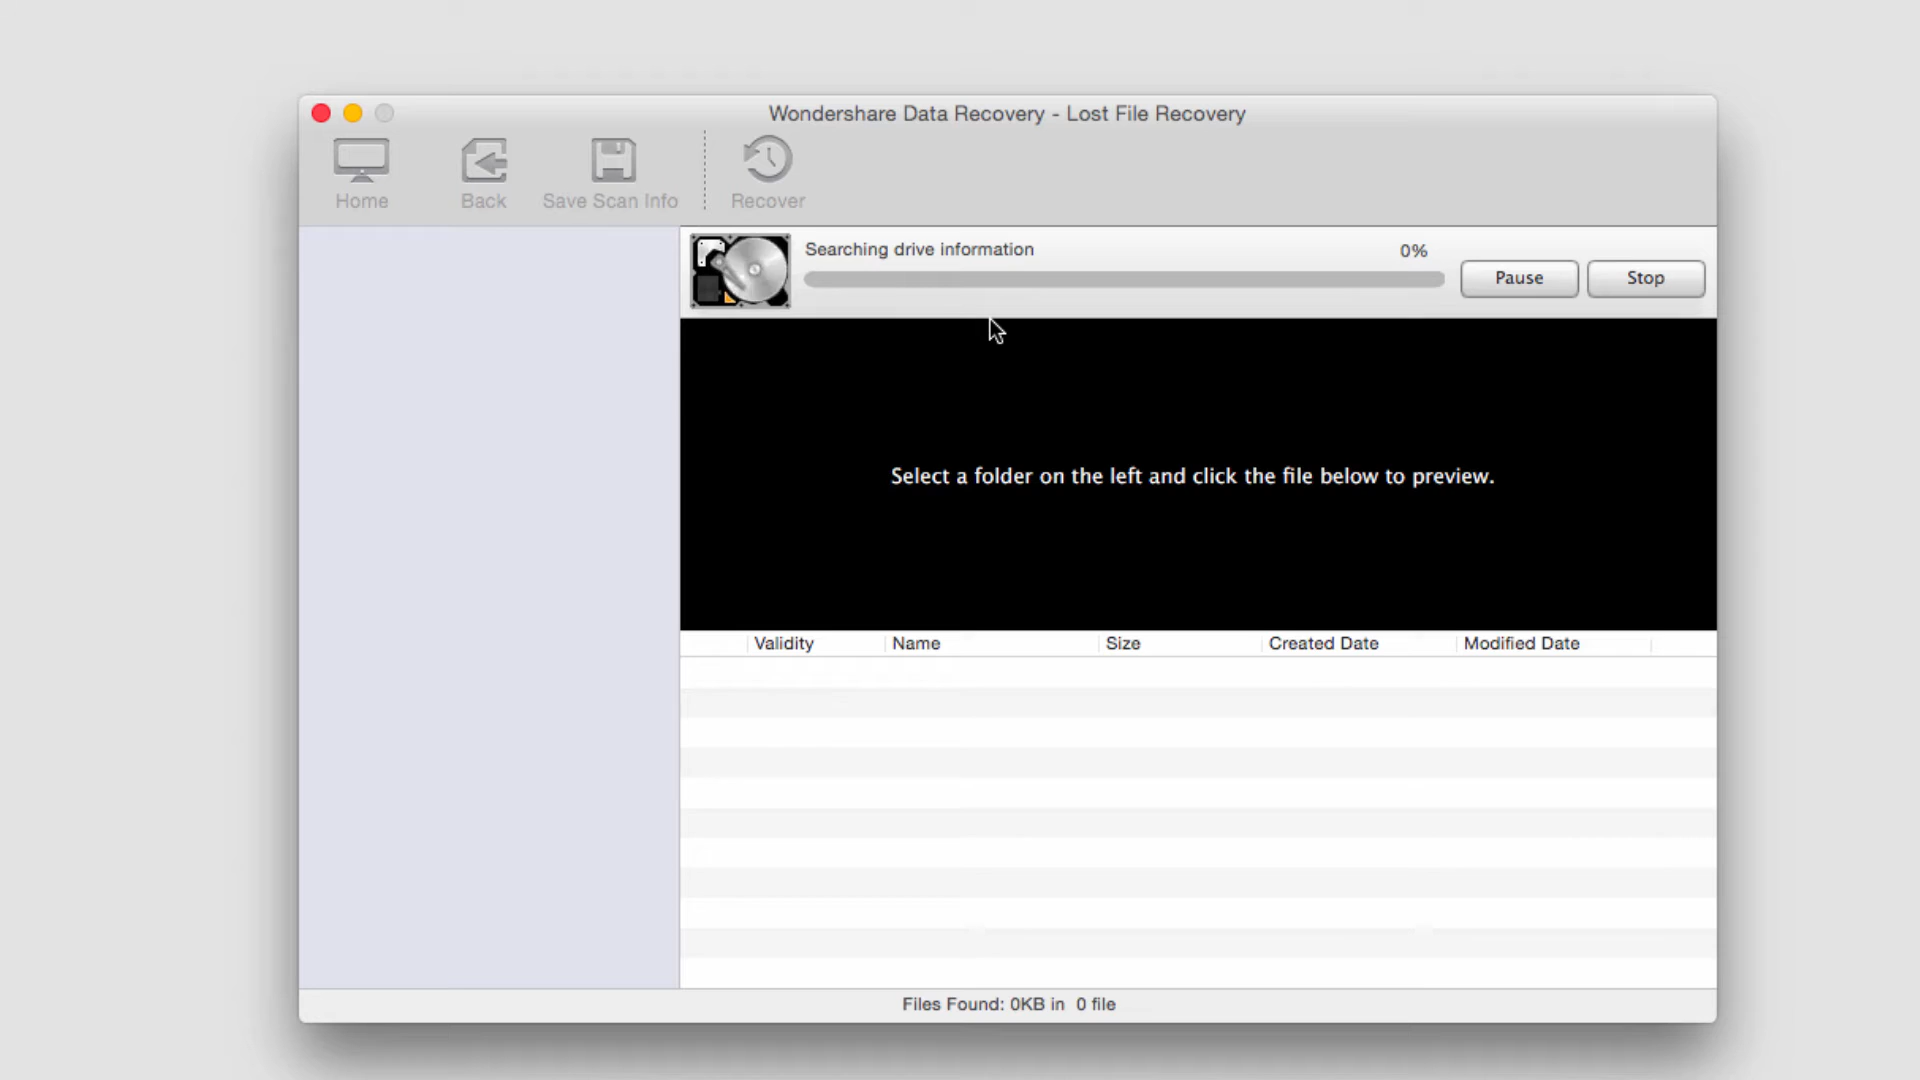 Wondershare Data Recovery - Lost File Recovery
Home
Back
Save Scan Info
Recover
Searching drive information
0%
Pause
Stop
Select a folder on the left and click the file below to preview.
Validity
Name
Size
Created Date
Modified Date
Files Found: 0KB in 0 file